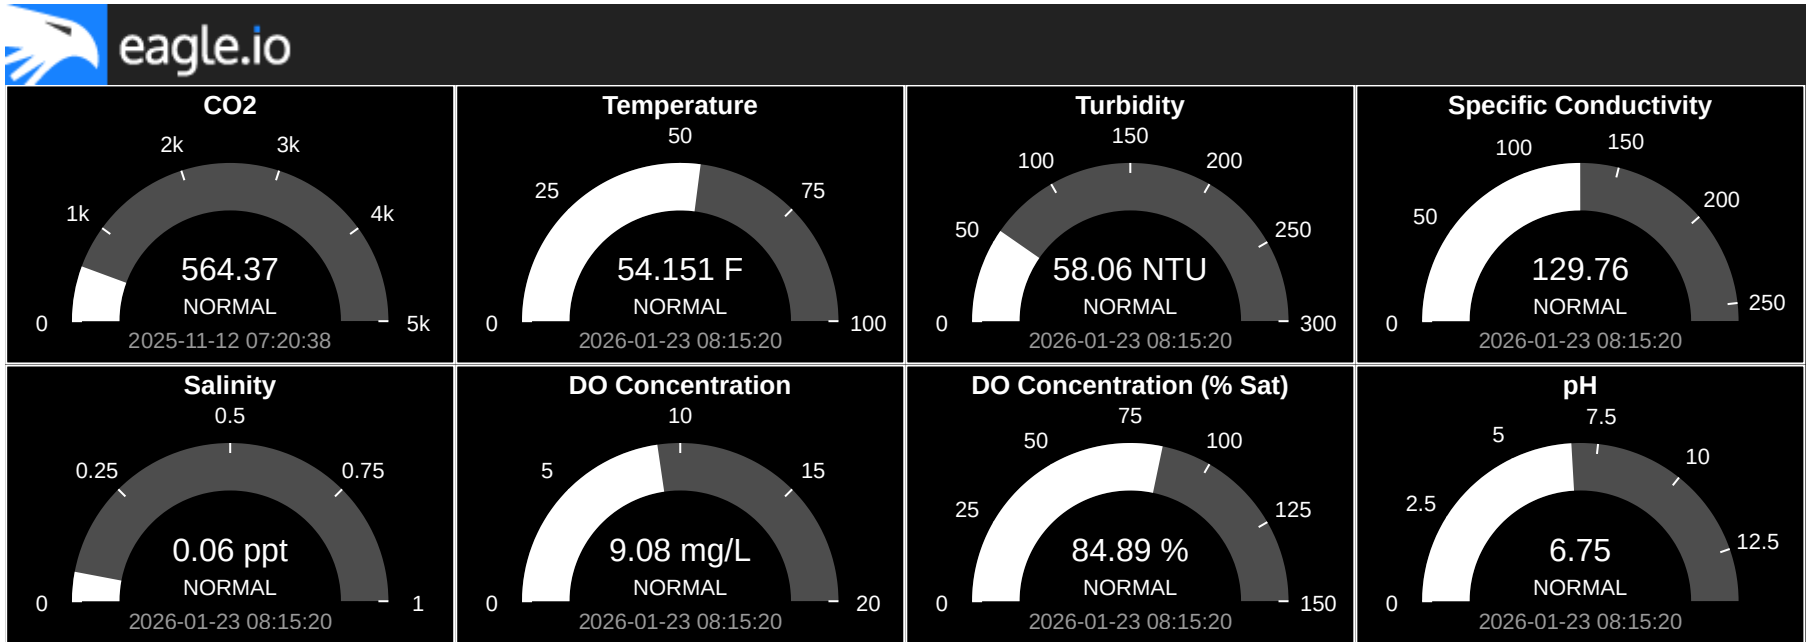 eagle.io
CO2
0
1k
2k
3k
4k
5k
564.37
NORMAL
2025-11-12 07:20:38
Temperature
0
25
50
75
100
54.151 F
NORMAL
2026-01-23 08:15:20
Turbidity
0
50
100
150
200
250
300
58.06 NTU
NORMAL
2026-01-23 08:15:20
Specific Conductivity
0
50
100
150
200
250
129.76
NORMAL
2026-01-23 08:15:20
Salinity
0
0.25
0.5
0.75
1
0.06 ppt
NORMAL
2026-01-23 08:15:20
DO Concentration
0
5
10
15
20
9.08 mg/L
NORMAL
2026-01-23 08:15:20
DO Concentration (% Sat)
0
25
50
75
100
125
150
84.89 %
NORMAL
2026-01-23 08:15:20
pH
0
2.5
5
7.5
10
12.5
6.75
NORMAL
2026-01-23 08:15:20